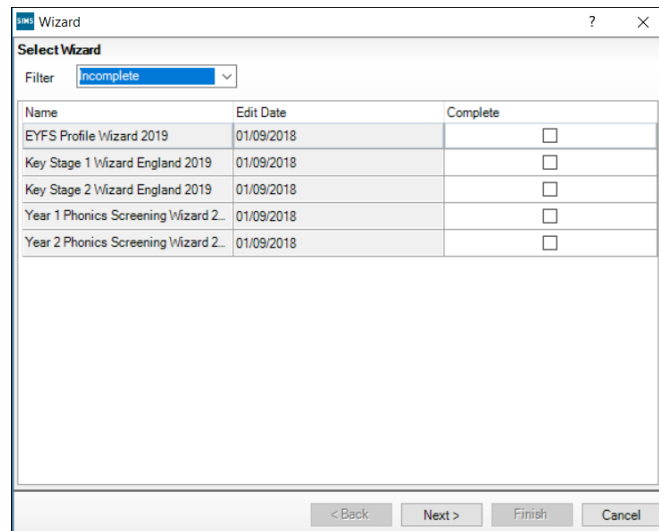 SIMS Wizard ?
Select Wizard
Filter Incomplete
Name Edit Date Complete
EYFS Profile Wizard 2019 01/09/2018
Key Stage 1 Wizard England 2019 01/09/2018
Key Stage 2 Wizard England 2019 01/09/2018
Year 1 Phonics Screening Wizard 2... 01/09/2018
Year 2 Phonics Screening Wizard 2... 01/09/2018
< Back Next > Finish Cancel